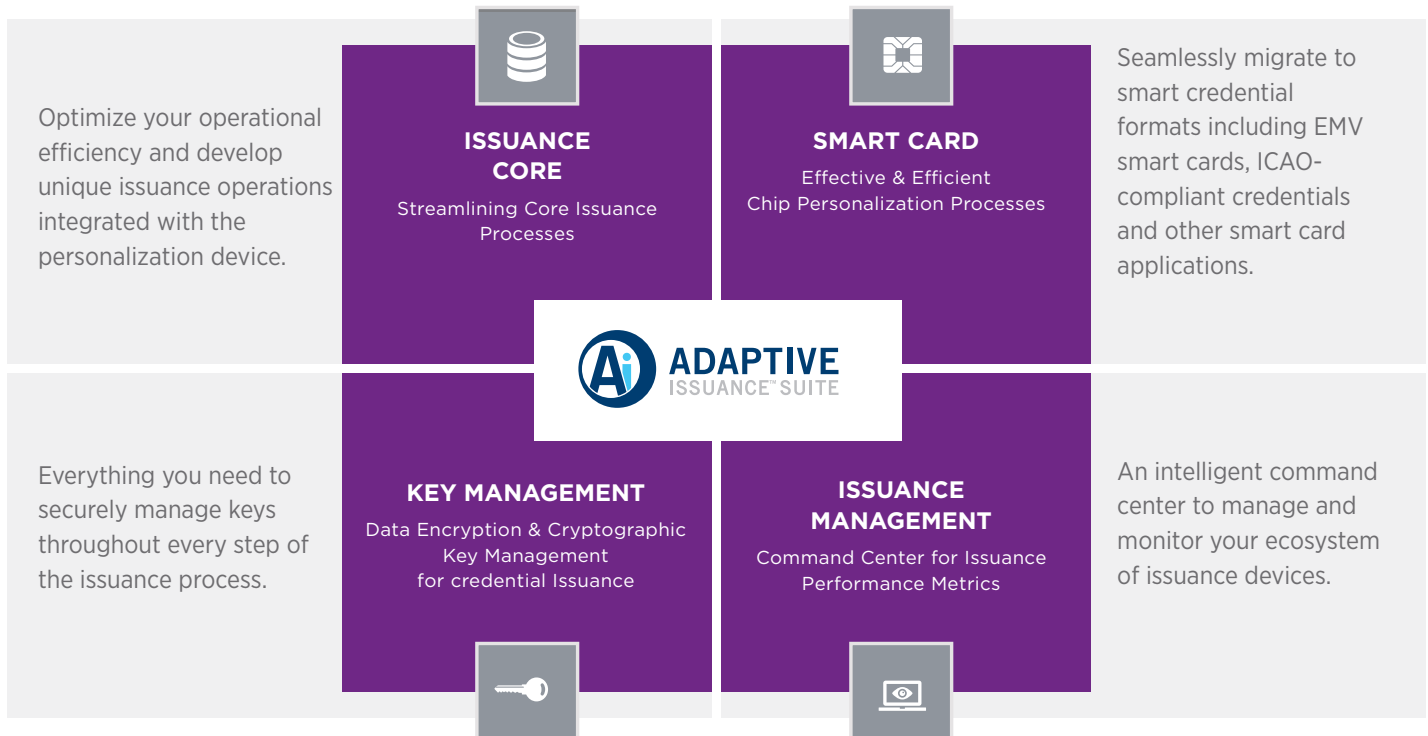 Optimize your operational
efficiency and develop
unique issuance operations
integrated with the
personalization device.
ISSUANCE
CORE
Streamlining Core Issuance
Processes
SMART CARD
Effective & Efficient
Chip Personalization Processes
Seamlessly migrate to
smart credential
formats including EMV
smart cards, ICAO-
compliant credentials
and other smart card
applications.
Ai ADAPTIVE
ISSUANCE™ SUITE
Everything you need to
securely manage keys
throughout every step of
the issuance process.
KEY MANAGEMENT
Data Encryption & Cryptographic
Key Management
for credential Issuance
ISSUANCE
MANAGEMENT
Command Center for Issuance
Performance Metrics
An intelligent command
center to manage and
monitor your ecosystem
of issuance devices.